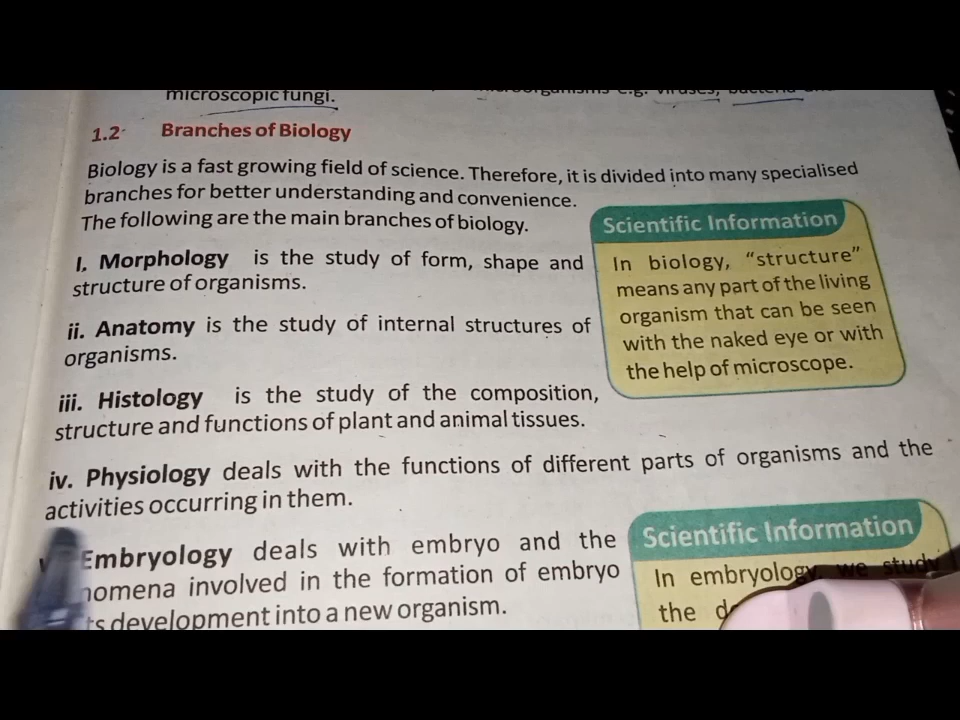 microscopic fungi.
viruses, bacteria
1.2 Branches of Biology
Biology is a fast growing field of science. Therefore, it is divided into many specialised
branches for better understanding and convenience.
The following are the main branches of biology.
I. Morphology is the study of form, shape and
structure of organisms.
ii. Anatomy is the study of internal structures of
organisms.
iii. Histology is the study of the composition,
structure and functions of plant and animal tissues.
Scientific Information
In biology, “structure”
means any part of the living
organism that can be seen
with the naked eye or with
the help of microscope.
iv. Physiology deals with the functions of different parts of organisms and the
activities occurring in them.
Embryology deals with embryo and the
involved in the formation of embryo
development into a new organism.
Scientific Information
In embryology, we study
the